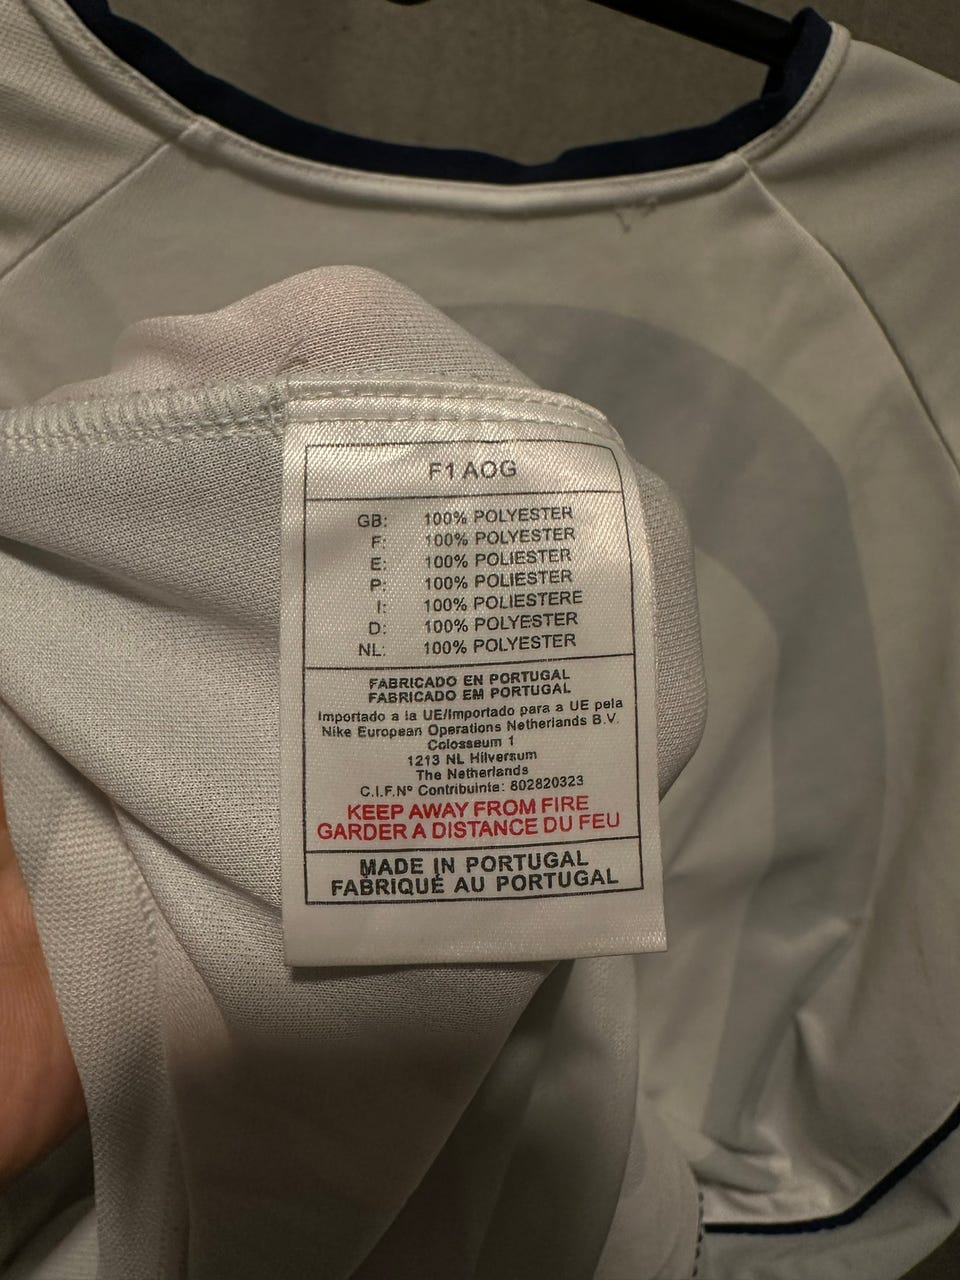 F1 AOG
GB: 100% POLYESTER
F: 100% POLYESTER
E: 100% POLIESTER
P: 100% POLIESTER
I: 100% POLIESTERE
D: 100% POLYESTER
NL: 100% POLYESTER
FABRICADO EN PORTUGAL
FABRICADO EM PORTUGAL
Importado a la UE/Importado para a UE pela
Nike European Operations Netherlands B.V.
Colosseum 1
1213 NL Hilversum
The Netherlands
C.I.F.Nº Contribuinte: 802820323
KEEP AWAY FROM FIRE
GARDER A DISTANCE DU FEU
MADE IN PORTUGAL
FABRIQUÉ AU PORTUGAL